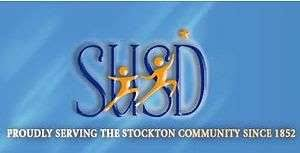 SUSD
PROUDLY SERVING THE STOCKTON COMMUNITY SINCE 1852